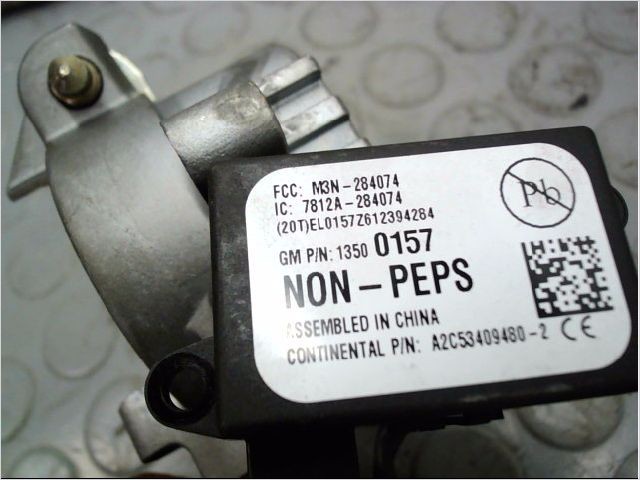 FCC: M3N-284074
IC: 7812A-284074
(20T)EL0157Z612394284
GM P/N: 1350 0157
NON-PEPS
ASSEMBLED IN CHINA
CONTINENTAL P/N: A2C53409480-2 CE
Pb